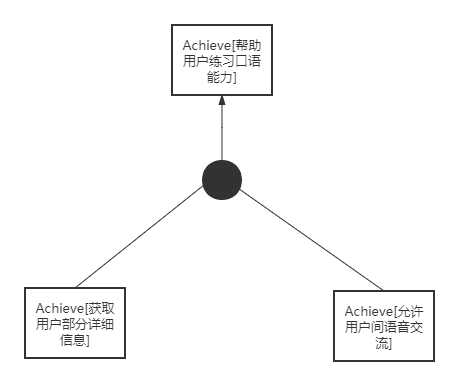 Achieve[帮助
用户练习口语
能力]
Achieve[获取
用户部分详细
信息]
Achieve[允许
用户间语音交
流]